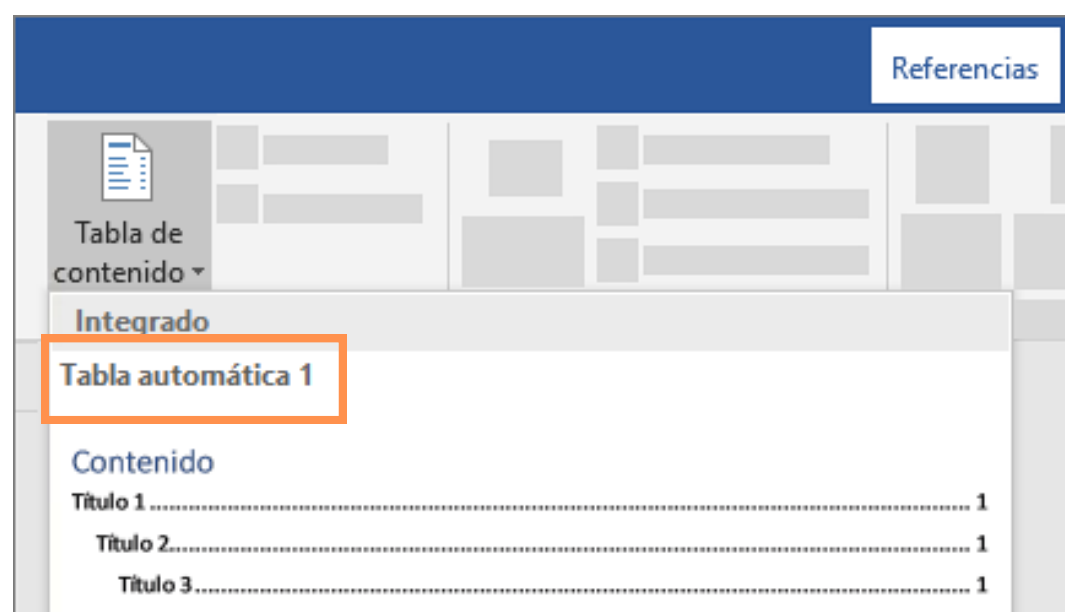 Referencias
Tabla de
contenido
Integrado
Tabla automática 1
Contenido
Título 1 ........................................................................................................ 1
Título 2........................................................................................................ 1
Título 3........................................................................................................ 1